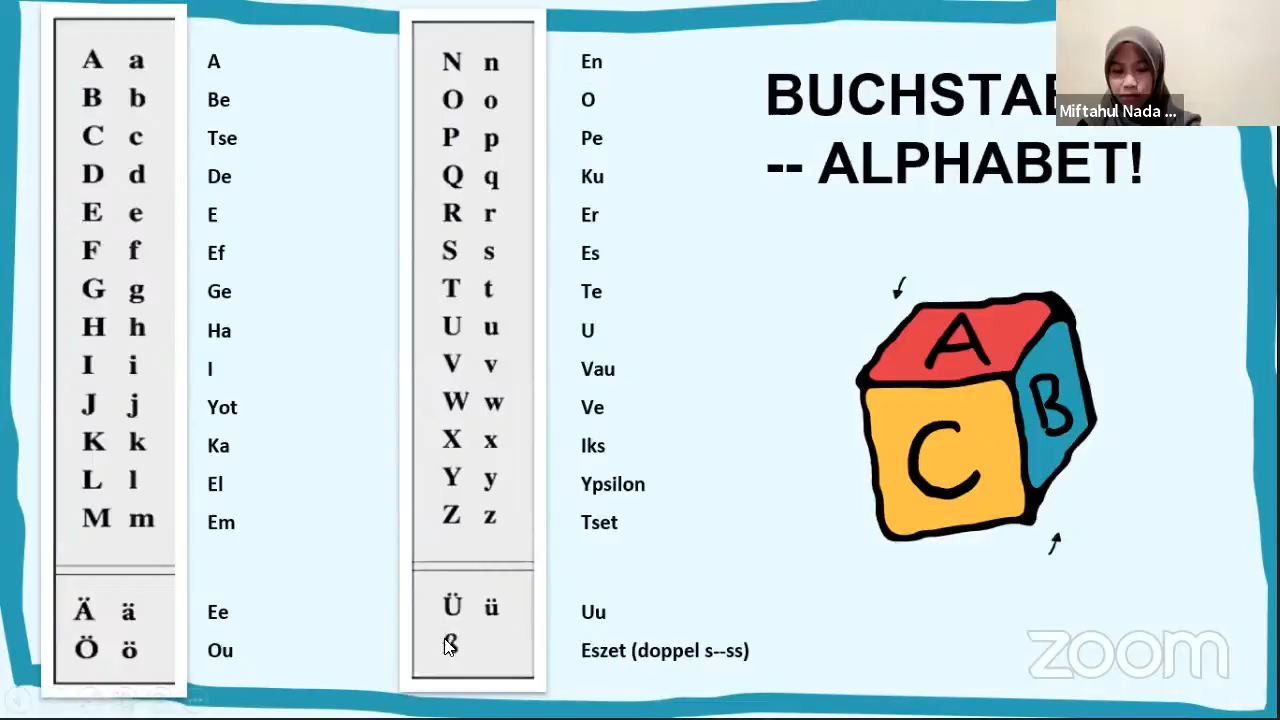 A a A
B b Be
C c Tse
D d De
E e E
F f Ef
G g Ge
H h Ha
I i I
J j Yot
K k Ka
L l El
M m Em
Ä ä Ee
Ö ö Ou
N n En
O o O
P p Pe
Q q Ku
R r Er
S s Es
T t Te
U u U
V v Vau
W w Ve
X x Iks
Y y Ypsilon
Z z Tset
Ü ü Uu
ß Eszet (doppel s--ss)
-- ALPHABET!
Miftahul Nada ...
A
B
C
zoom